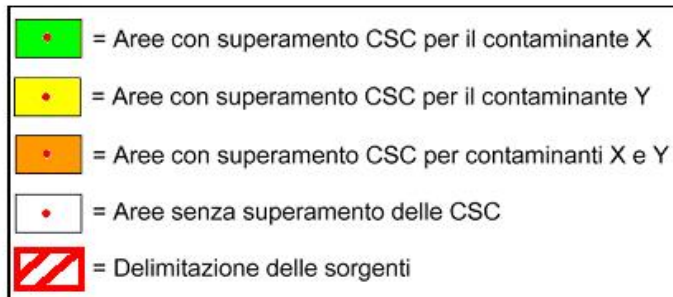 = Aree con superamento CSC per il contaminante X
= Aree con superamento CSC per il contaminante Y
= Aree con superamento CSC per contaminanti X e Y
= Aree senza superamento delle CSC
= Delimitazione delle sorgenti